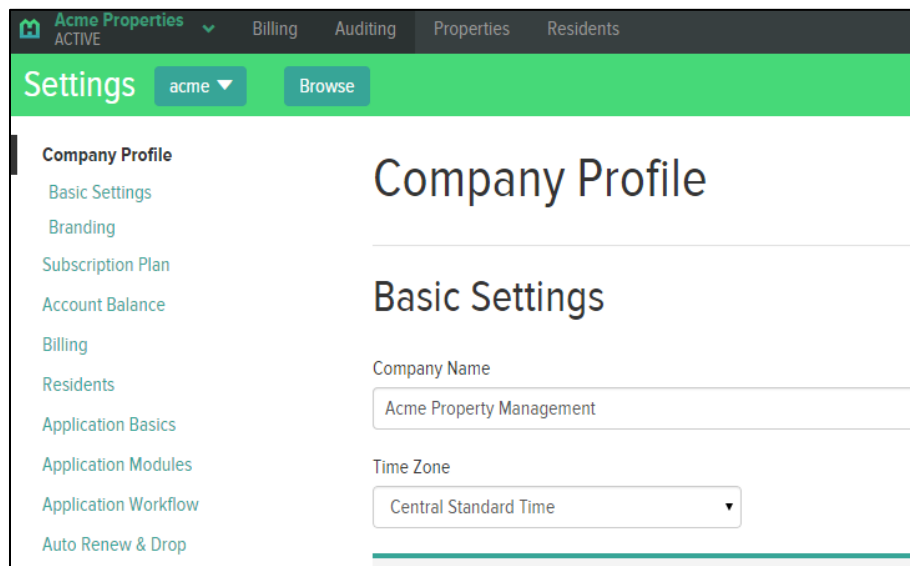 Acme Properties
ACTIVE
Billing Auditing Properties Residents
Settings acme Browse
Company Profile
Basic Settings
Branding
Subscription Plan
Account Balance
Billing
Residents
Application Basics
Application Modules
Application Workflow
Auto Renew & Drop
Company Profile
Basic Settings
Company Name
Acme Property Management
Time Zone
Central Standard Time